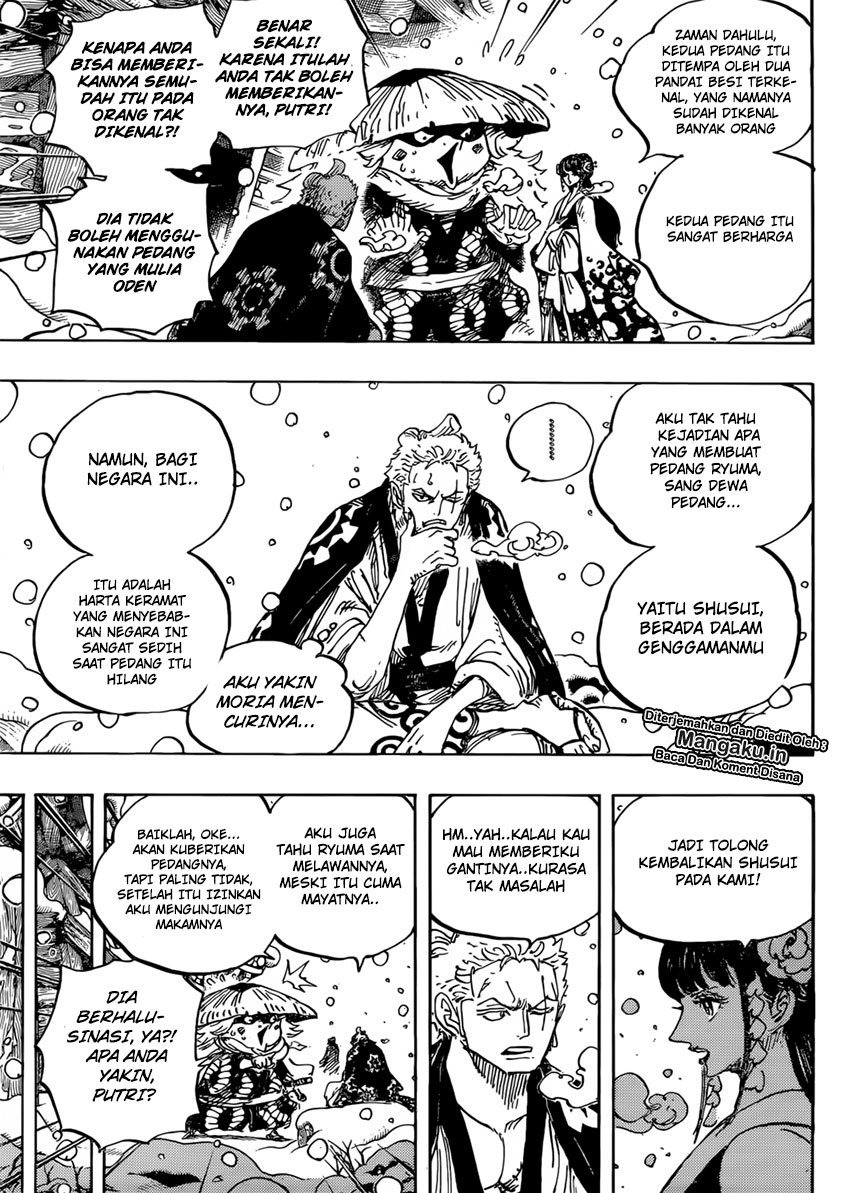 ZAMAN DAHULU,
KEDUA PEDANG ITU
DITEMPA OLEH DUA
PANDAI BESI TERKE-
NAL, YANG NAMANYA
SUDAH DIKENAL
BANYAK ORANG
KEDUA PEDANG ITU
SANGAT BERHARGA
BENAR
SEKALI!
KARENA ITULAH
ANDA TAK BOLEH
MEMBERIKAN-
NYA, PUTRI!
KENAPA ANDA
BISA MEMBERI-
KANNYA SEMU-
DAH ITU PADA
ORANG TAK
DIKENAL?!
DIA TIDAK
BOLEH MENGGU-
NAKAN PEDANG
YANG MULIA
ODEN
AKU TAK TAHU
KEJADIAN APA
YANG MEMBUAT
PEDANG RYUMA,
SANG DEWA
PEDANG...
YAITU SHUSUI,
BERADA DALAM
GENGGAMANMU
........
NAMUN, BAGI
NEGARA INI..
ITU ADALAH
HARTA KERAMAT
YANG MENYEBAB-
KAN NEGARA INI
SANGAT SEDIH
SAAT PEDANG ITU
HILANG
AKU YAKIN
MORIA MEN-
CURINYA...
Diterjemahkan dan Diedit Oleh :
Mangaku.in
Baca Dan Koment Disana
JADI TOLONG
KEMBALIKAN SHUSUI
PADA KAMI!
HM..YAH..KALAU KAU
MAU MEMBERIKU
GANTINYA..KURASA
TAK MASALAH
AKU JUGA
TAHU RYUMA SAAT
MELAWANNYA,
MESKI ITU CUMA
MAYATNYA..
BAIKLAH, OKE...
AKAN KUBERIKAN
PEDANGNYA,
TAPI PALING TIDAK,
SETELAH ITU IZINKAN
AKU MENGUNJUNGI
MAKAMNYA
DIA
BERHALU-
SINASI, YA?!
APA ANDA
YAKIN,
PUTRI?